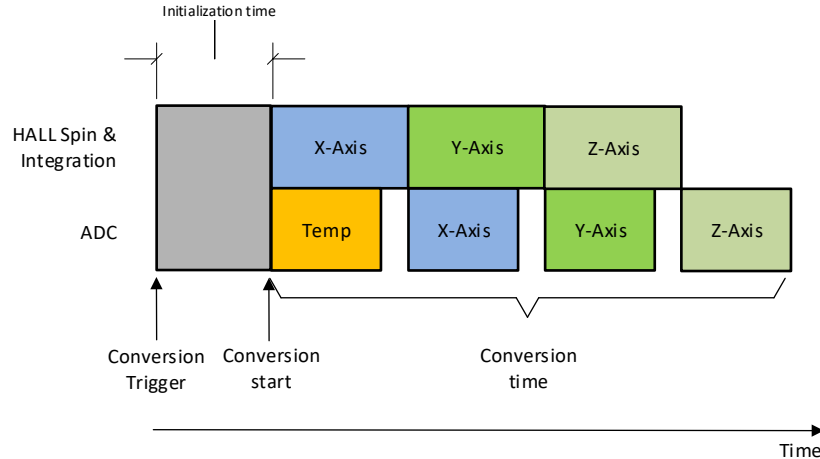 Initialization time
HALL Spin &
Integration
X-Axis
Y-Axis
Z-Axis
ADC
Temp
X-Axis
Y-Axis
Z-Axis
Conversion
Trigger
Conversion
start
Conversion
time
Time